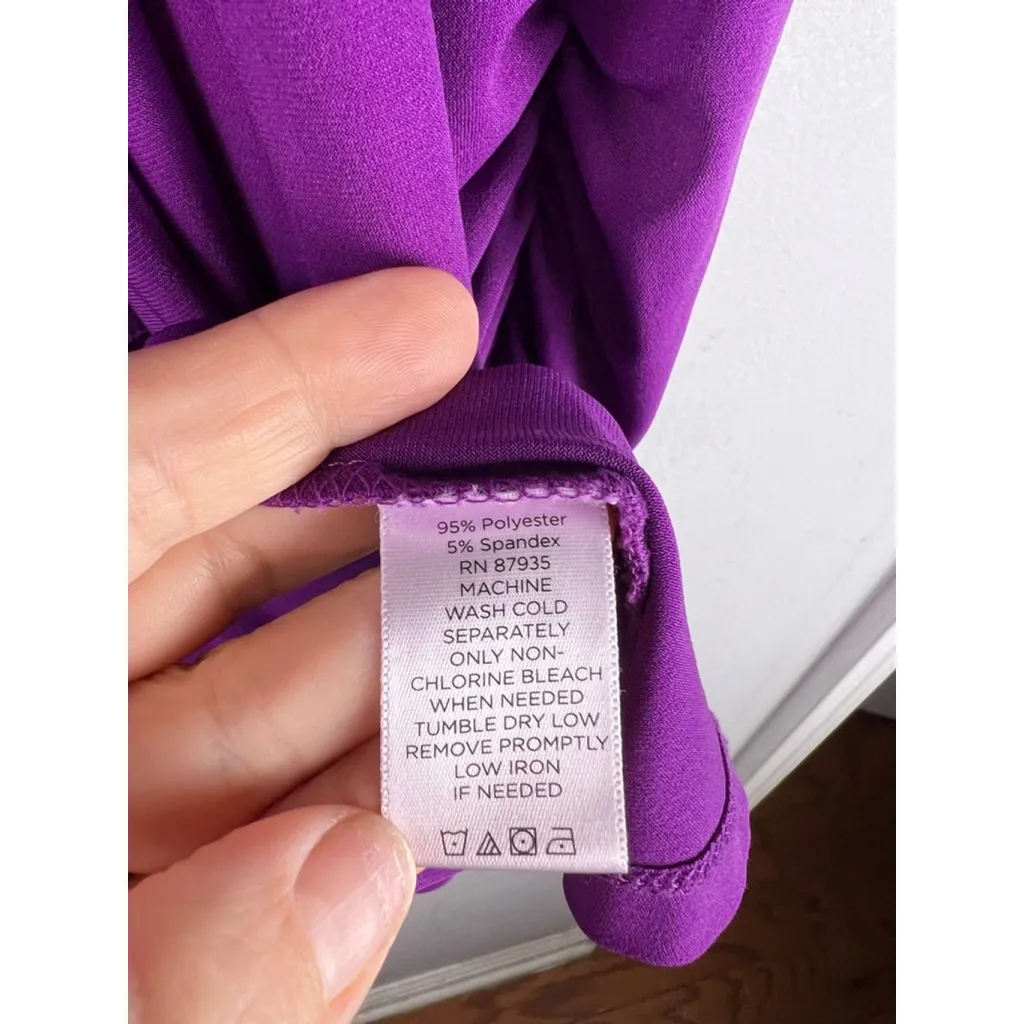 95% Polyester
5% Spandex
RN 87935
MACHINE
WASH COLD
SEPARATELY
ONLY NON-
CHLORINE BLEACH
WHEN NEEDED
TUMBLE DRY LOW
REMOVE PROMPTLY
LOW IRON
IF NEEDED